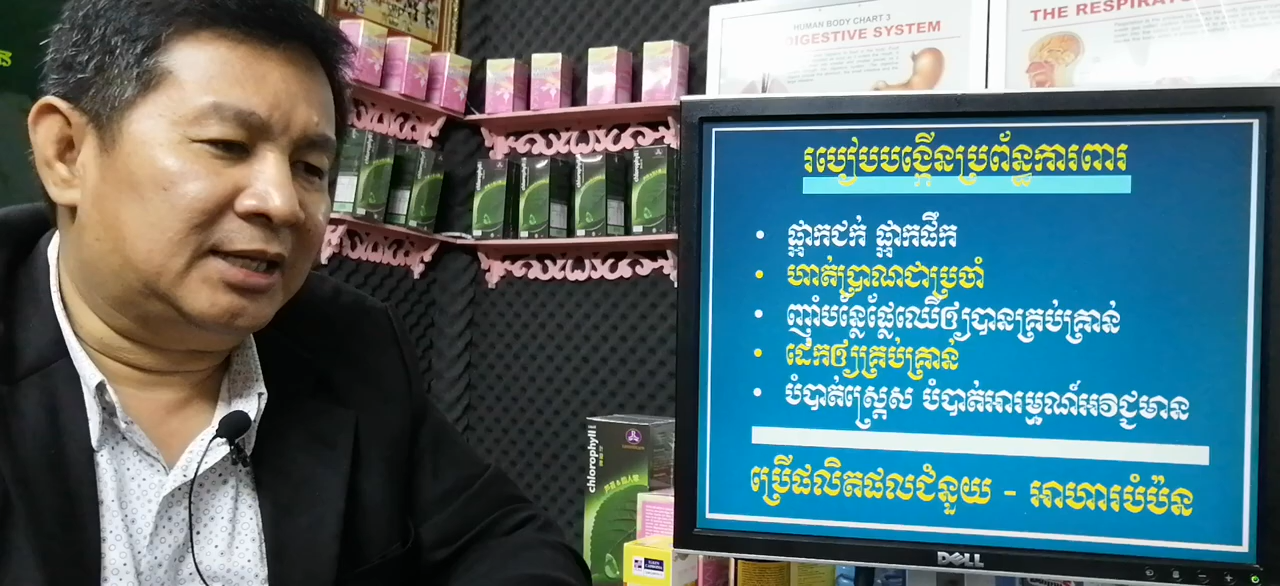 HUMAN BODY CHART 3
DIGESTIVE SYSTEM
THE RESPIRATO
របៀបបង្កើនប្រព័ន្ធការពារ
• ផ្អាកជក់ ផ្អាកផឹក
• ហាត់ប្រាណជាប្រចាំ
• ញ៉ាំបន្លែផ្លែឈើឲ្យបានគ្រប់គ្រាន់
• ដេកឲ្យគ្រប់គ្រាន់
• បំបាត់ស្ត្រេស បំបាត់អារម្មណ៍អវិជ្ជមាន
ប្រើផលិតផលជំនួយ - អាហារបំប៉ន
DELL
chlorophyll
chlorophyll
chlorophyll
chlorophyll
chlorophyll